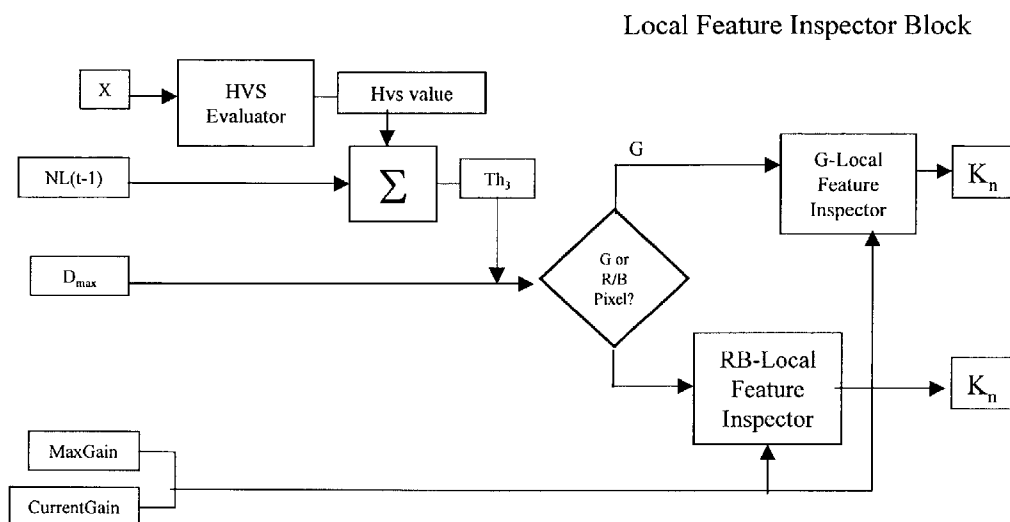 Local Feature Inspector Block
X
HVS
Evaluator
Hvs value
NL(t-1)
Σ
Th3
G
G-Local
Feature
Inspector
Kn
Dmax
G or
R/B
Pixel?
RB-Local
Feature
Inspector
Kn
MaxGain
CurrentGain